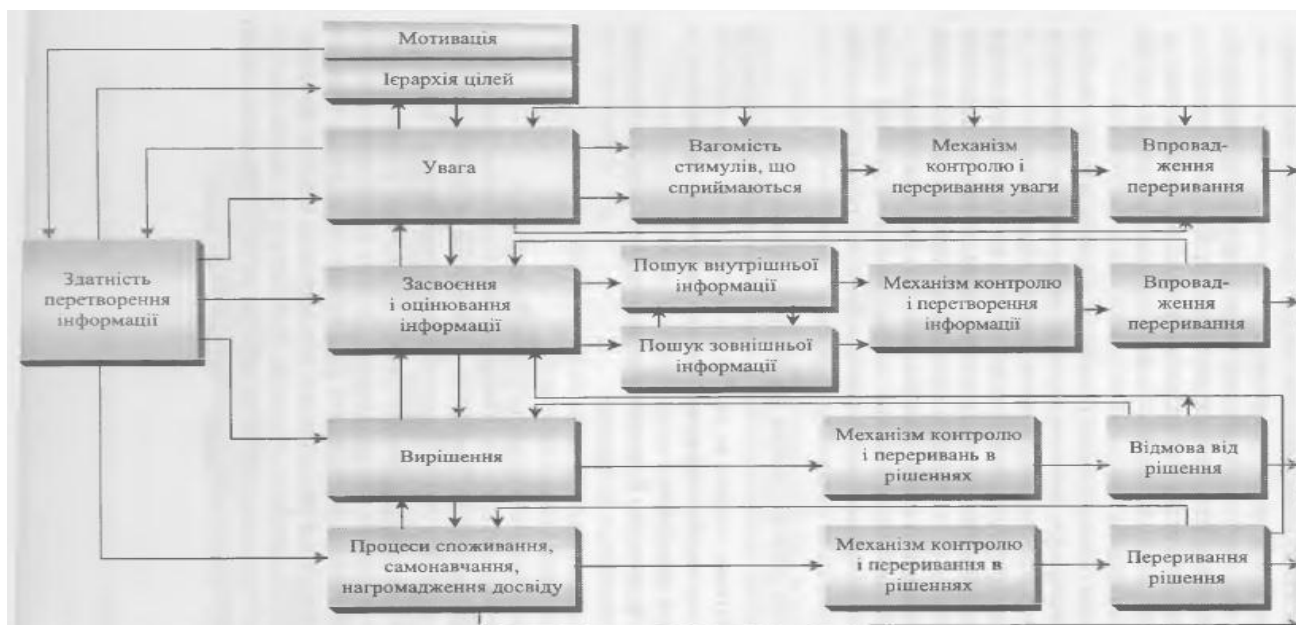 Мотивація
Ієрархія цілей
Увага
Вагомість
стимулів, що
сприймаються
Механізм
контролю і
переривання уваги
Впровад-
ження
переривання
Здатність
перетворення
інформації
Засвоєння
і оцінювання
інформації
Пошук внутрішньої
інформації
Пошук зовнішньої
інформації
Механізм контролю
і перетворення
інформації
Впровад-
ження
переривання
Вирішення
Механізм контролю
і переривань в
рішеннях
Відмова від
рішення
Процеси споживання,
самонавчання,
нагромадження досвіду
Механізм контролю
і переривання в
рішеннях
Переривання
рішення